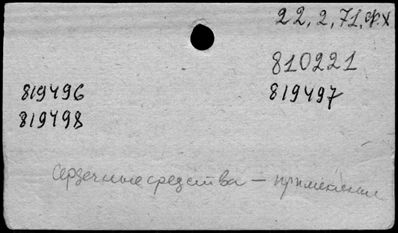 22, 2, 71, ф.х
810221
819496 819497
819498
Сердечные средства — применение